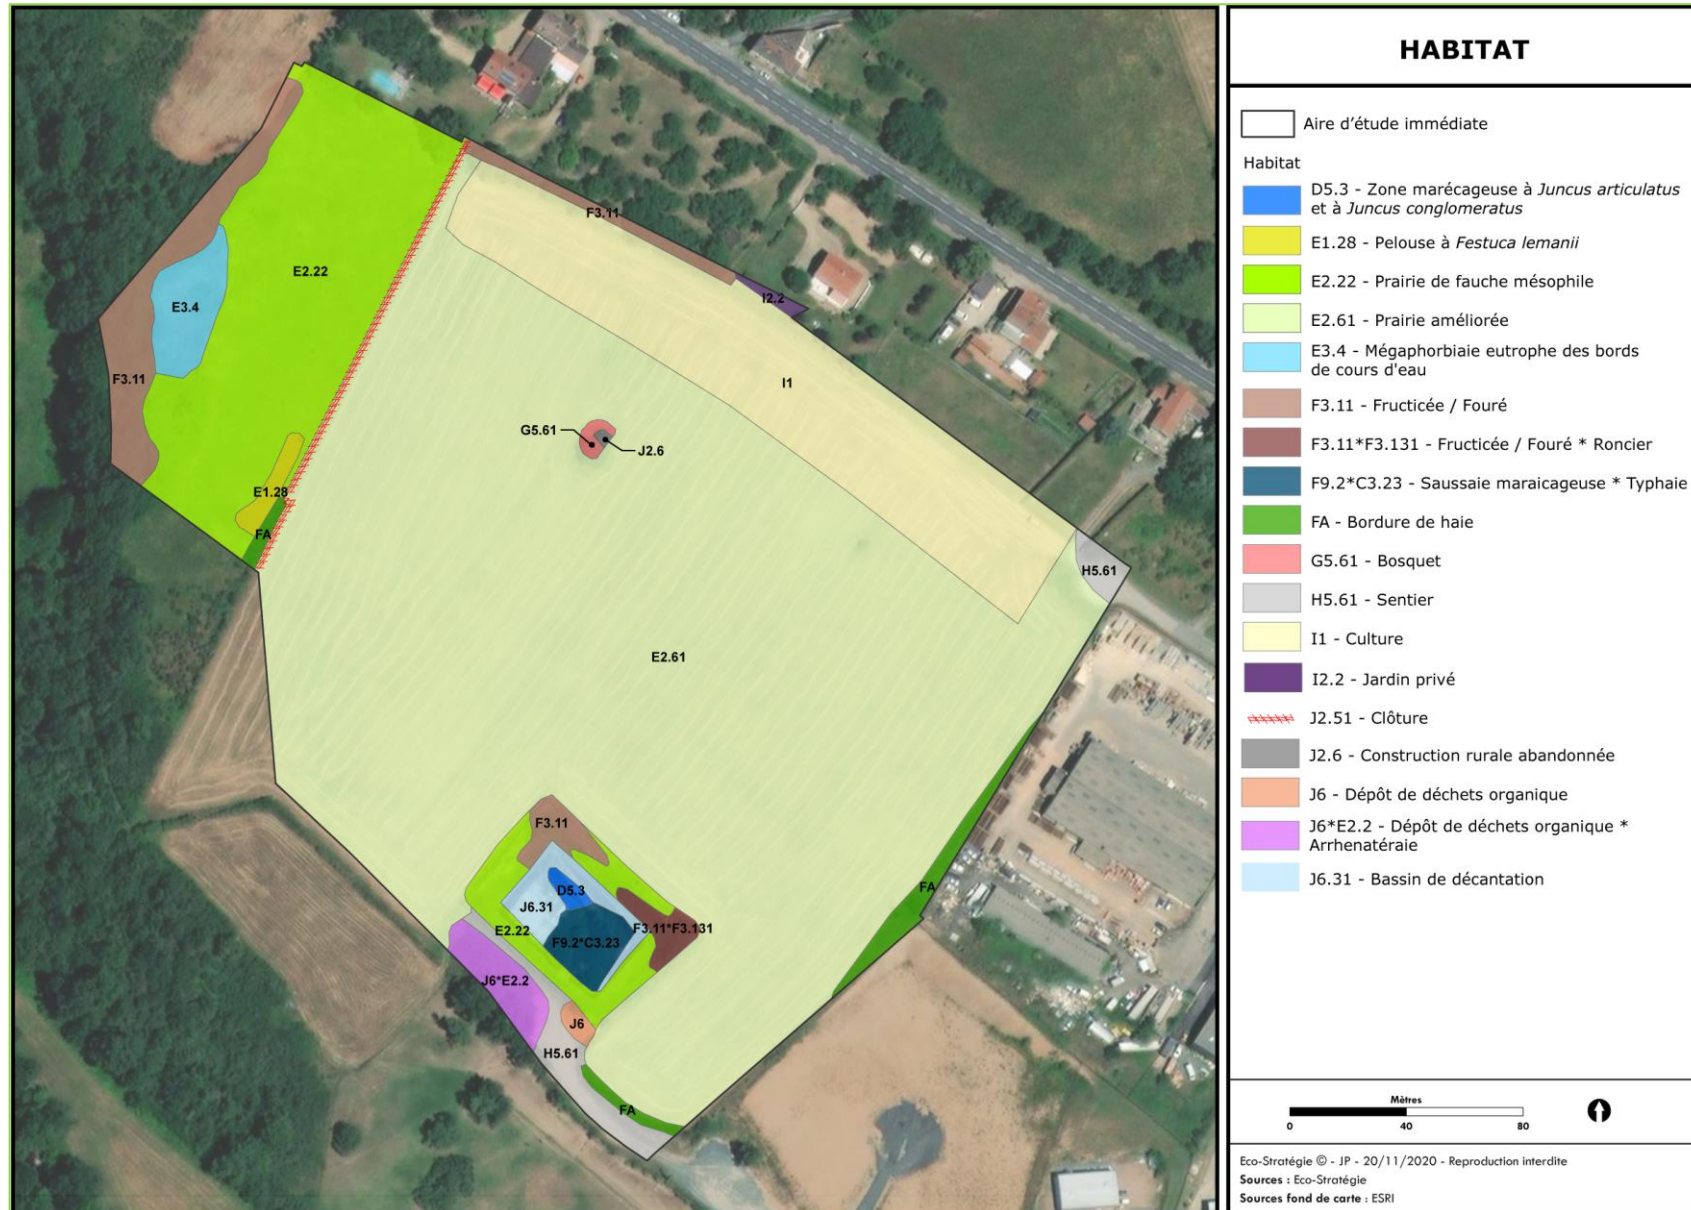 HABITAT
Aire d'étude immédiate
Habitat
D5.3 - Zone marécageuse à Juncus articulatus
et à Juncus conglomeratus
E1.28 - Pelouse à Festuca lemanii
E2.22 - Prairie de fauche mésophile
E2.61 - Prairie améliorée
E3.4 - Mégaphorbiaie eutrophe des bords
de cours d'eau
F3.11 - Fructicée / Fouré
F3.11*F3.131 - Fructicée / Fouré * Roncier
F9.2*C3.23 - Saussaie maraicageuse * Typhaie
FA - Bordure de haie
G5.61 - Bosquet
H5.61 - Sentier
I1 - Culture
I2.2 - Jardin privé
J2.51 - Clôture
J2.6 - Construction rurale abandonnée
J6 - Dépôt de déchets organique
J6*E2.2 - Dépôt de déchets organique *
Arrhenatéraie
J6.31 - Bassin de décantation
Mètres
0 40 80
Eco-Stratégie © - JP - 20/11/2020 - Reproduction interdite
Sources : Eco-Stratégie
Sources fond de carte : ESRI
F3.11
E2.22
I2.2
E3.4
F3.11
I1
G5.61
J2.6
E1.28
FA
H5.61
E2.61
F3.11
D5.3
FA
J6.31
E2.22
F9.2*C3.23
F3.11*F3.131
J6*E2.2
J6
H5.61
FA